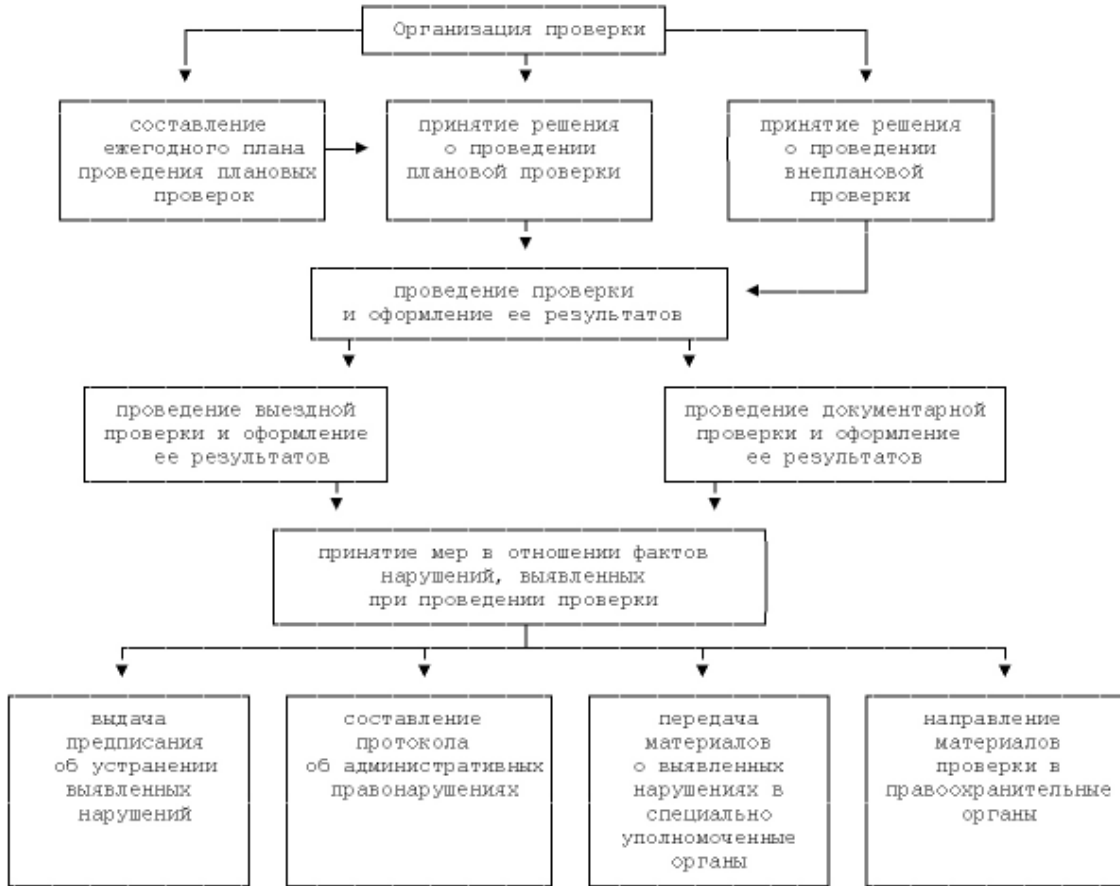 Организация проверки
составление
ежегодного плана
проведения плановых
проверок
принятие решения
о проведении
плановой проверки
принятие решения
о проведении
внеплановой
проверки
проведение проверки
и оформление ее результатов
проведение выездной
проверки и оформление
ее результатов
проведение документарной
проверки и оформление
ее результатов
принятие мер в отношении фактов
нарушений, выявленных
при проведении проверки
выдача
предписания
об устранении
выявленных
нарушений
составление
протокола
об административных
правонарушениях
передача
материалов
о выявленных
нарушениях в
специально
уполномоченные
органы
направление
материалов
проверки в
правоохранительные
органы